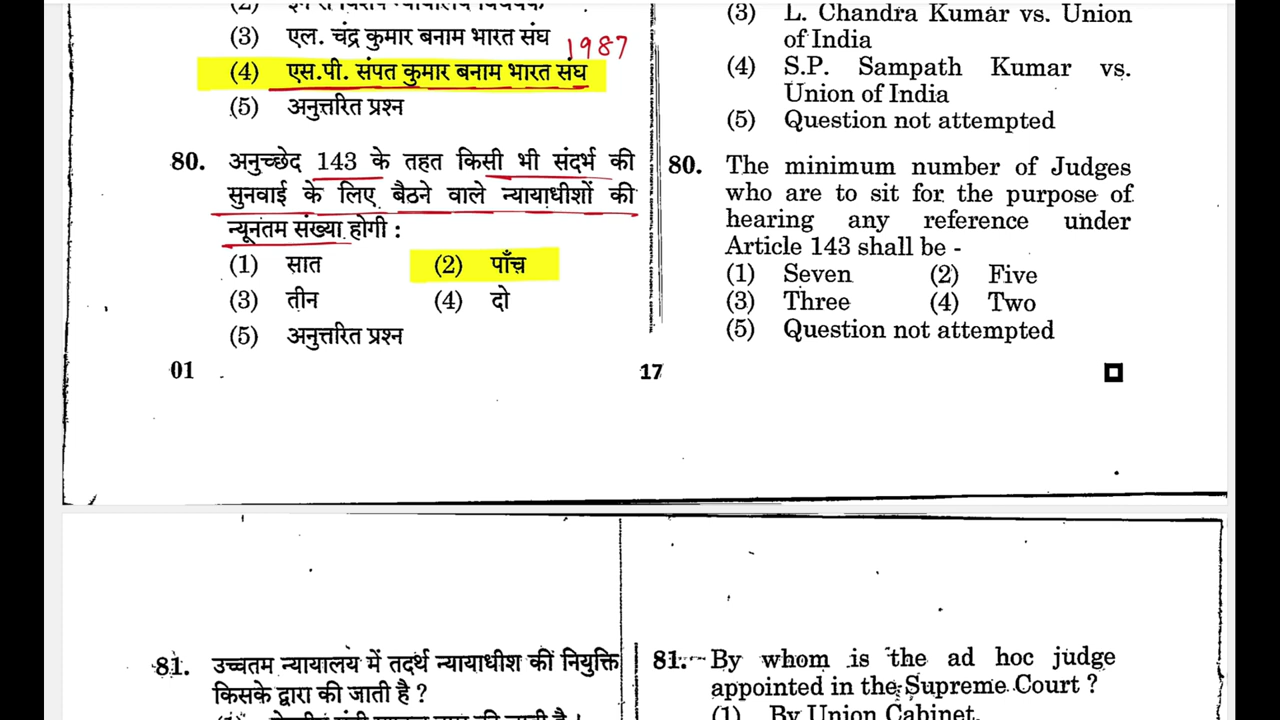 (3) एल. चंद्र कुमार बनाम भारत संघ
1987
(4) एस.पी. संपत कुमार बनाम भारत संघ
(5) अनुत्तरित प्रश्न
80. अनुच्छेद 143 के तहत किसी भी संदर्भ की
सुनवाई के लिए बैठने वाले न्यायाधीशों की
न्यूनतम संख्या होगी :
(1) सात (2) पाँच
(3) तीन (4) दो
(5) अनुत्तरित प्रश्न
01
(3) L. Chandra Kumar vs. Union
of India
(4) S.P. Sampath Kumar vs.
Union of India
(5) Question not attempted
80. The minimum number of Judges
who are to sit for the purpose of
hearing any reference under
Article 143 shall be -
(1) Seven (2) Five
(3) Three (4) Two
(5) Question not attempted
17
81. उच्चतम न्यायालय में तदर्थ न्यायाधीश की नियुक्ति
किसके द्वारा की जाती है ?
81. By whom is the ad hoc judge
appointed in the Supreme Court ?
(1) By Union Cabinet.